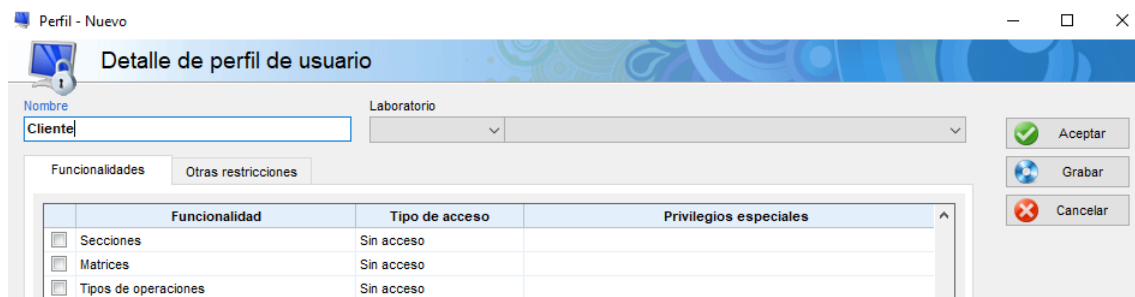 Perfil - Nuevo
Detalle de perfil de usuario
Nombre
Laboratorio
Cliente
Aceptar
Funcionalidades
Otras restricciones
Grabar
Funcionalidad Tipo de acceso Privilegios especiales
Cancelar
Secciones Sin acceso
Matrices Sin acceso
Tipos de operaciones Sin acceso